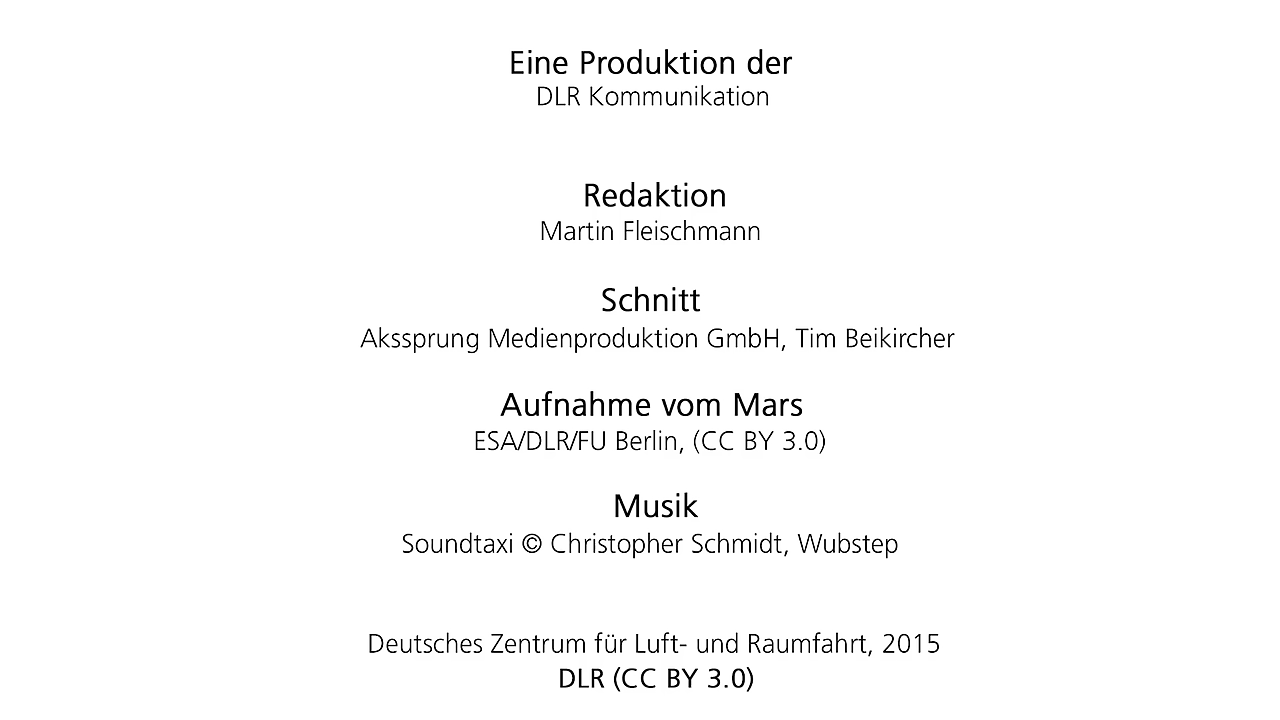 Eine Produktion der
DLR Kommunikation
Redaktion
Martin Fleischmann
Schnitt
Akssprung Medienproduktion GmbH, Tim Beikircher
Aufnahme vom Mars
ESA/DLR/FU Berlin, (CC BY 3.0)
Musik
Soundtaxi © Christopher Schmidt, Wubstep
Deutsches Zentrum für Luft- und Raumfahrt, 2015
DLR (CC BY 3.0)